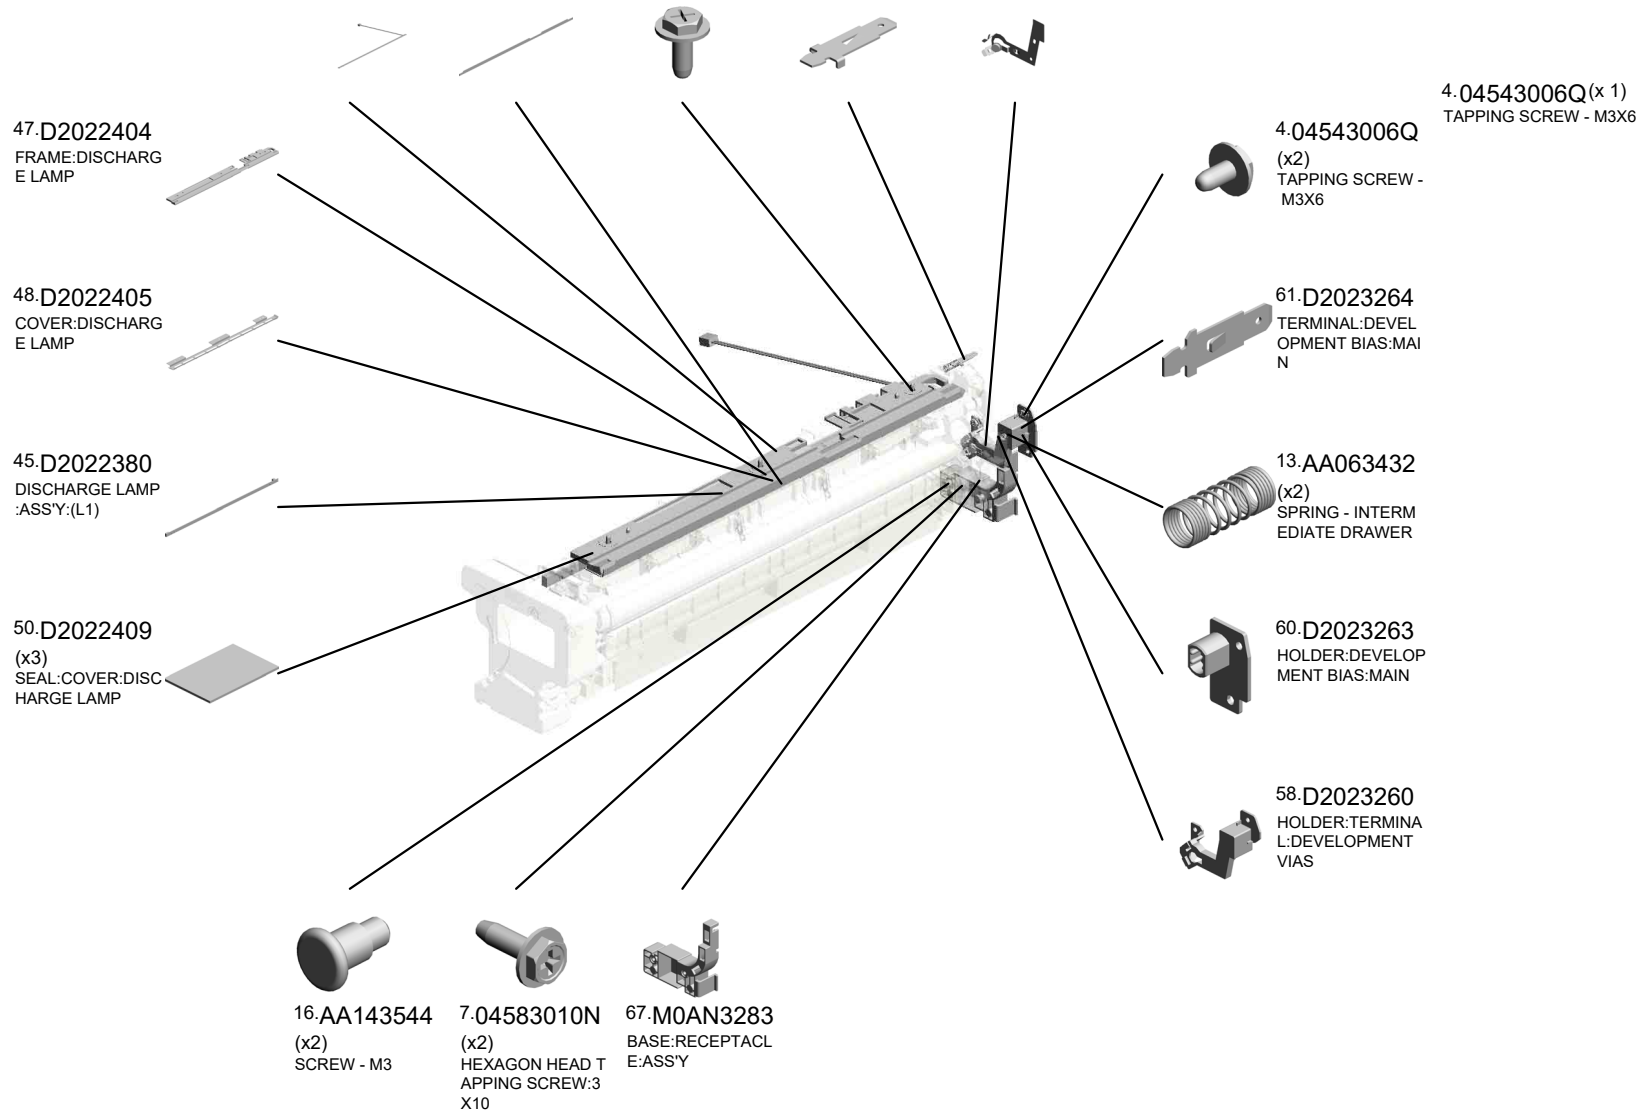 47.D2022404
FRAME:DISCHARG
E LAMP
48.D2022405
COVER:DISCHARG
E LAMP
45.D2022380
DISCHARGE LAMP
:ASS'Y:(L1)
50.D2022409
(x3)
SEAL:COVER:DISC
HARGE LAMP
4.04543006Q(x 1)
TAPPING SCREW - M3X6
4.04543006Q
(x2)
TAPPING SCREW -
M3X6
61.D2023264
TERMINAL:DEVEL
OPMENT BIAS:MAI
N
13.AA063432
(x2)
SPRING - INTERM
EDIATE DRAWER
60.D2023263
HOLDER:DEVELOP
MENT BIAS:MAIN
58.D2023260
HOLDER:TERMINA
L:DEVELOPMENT
VIAS
16.AA143544
(x2)
SCREW - M3
7.04583010N
(x2)
HEXAGON HEAD T
APPING SCREW:3
X10
67.M0AN3283
BASE:RECEPTACL
E:ASS'Y